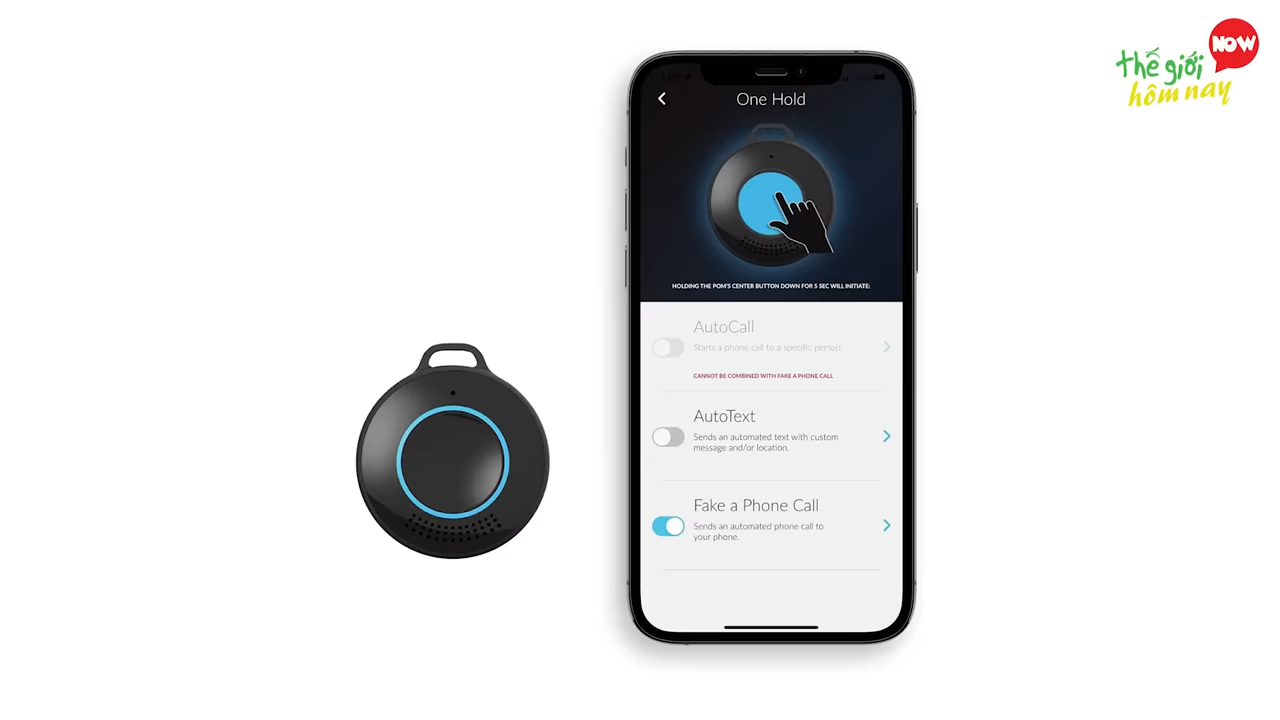 NOW
thế giới
hôm nay
One Hold
HOLDING THE POM'S CENTER BUTTON DOWN FOR 5 SEC WILL INITIATE:
AutoCall
Starts a phone call to a specific person.
CANNOT BE COMBINED WITH FAKE A PHONE CALL
AutoText
Sends an automated text with custom
message and/or location.
Fake a Phone Call
Sends an automated phone call to
your phone.